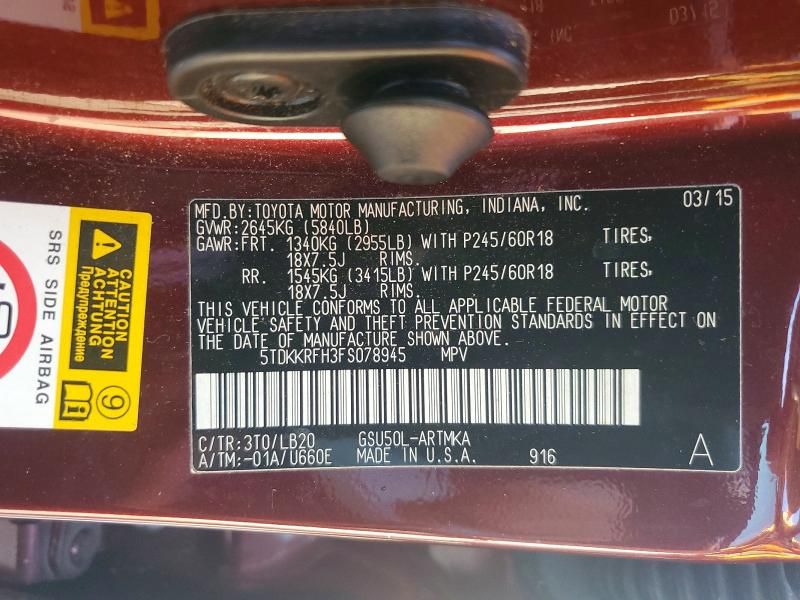 MFD.BY:TOYOTA MOTOR MANUFACTURING, INDIANA, INC. 03/15
GVWR:2645KG (5840LB)
GAWR:FRT. 1340KG (2955LB) WITH P245/60R18 TIRES,
18X7.5J RIMS.
RR. 1545KG (3415LB) WITH P245/60R18 TIRES,
18X7.5J RIMS.
THIS VEHICLE CONFORMS TO ALL APPLICABLE FEDERAL MOTOR
VEHICLE SAFETY AND THEFT PREVENTION STANDARDS IN EFFECT ON
THE DATE OF MANUFACTURE SHOWN ABOVE.
5TDKKRFH3FS078945 MPV
C/TR:3T0/LB20 GSU50L-ARTMKA
A/TM:-01A/U660E MADE IN U.S.A. 916 A
SRS SIDE AIRBAG
CAUTION
ATTENTION
ACHTUNG
Предупреждение
9